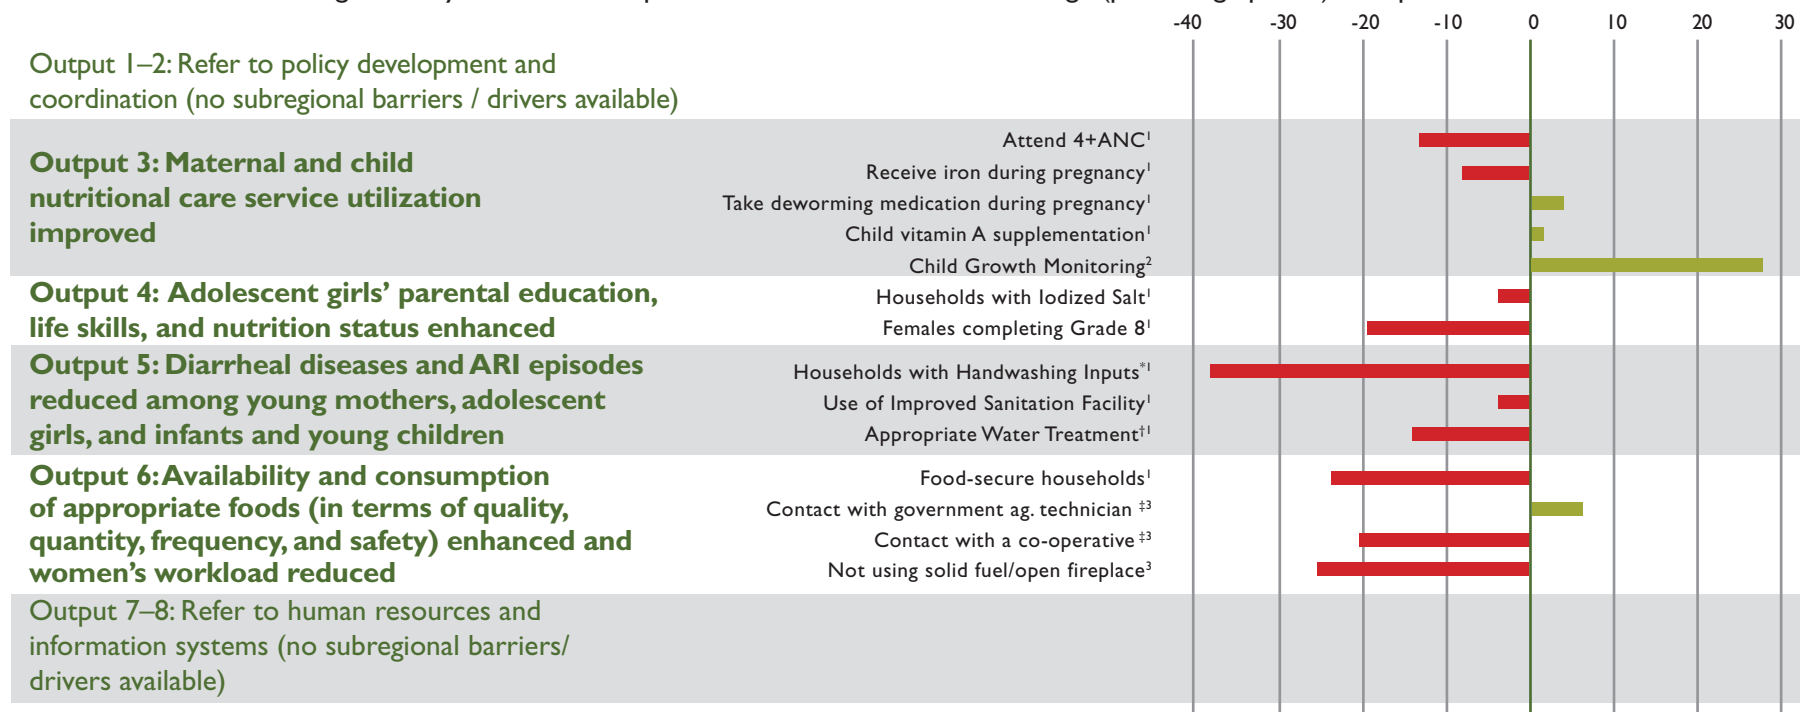 -40 -30 -20 -10 0 10 20 30
Output 1–2: Refer to policy development and
coordination (no subregional barriers / drivers available)
Output 3: Maternal and child
nutritional care service utilization
improved
Attend 4+ANC¹
Receive iron during pregnancy¹
Take deworming medication during pregnancy¹
Child vitamin A supplementation¹
Child Growth Monitoring²
Output 4: Adolescent girls’ parental education,
life skills, and nutrition status enhanced
Households with Iodized Salt¹
Females completing Grade 8¹
Output 5: Diarrheal diseases and ARI episodes
reduced among young mothers, adolescent
girls, and infants and young children
Households with Handwashing Inputs*¹
Use of Improved Sanitation Facility¹
Appropriate Water Treatment†¹
Output 6: Availability and consumption
of appropriate foods (in terms of quality,
quantity, frequency, and safety) enhanced and
women’s workload reduced
Food-secure households¹
Contact with government ag. technician ‡³
Contact with a co-operative ‡³
Not using solid fuel/open fireplace³
Output 7–8: Refer to human resources and
information systems (no subregional barriers/
drivers available)